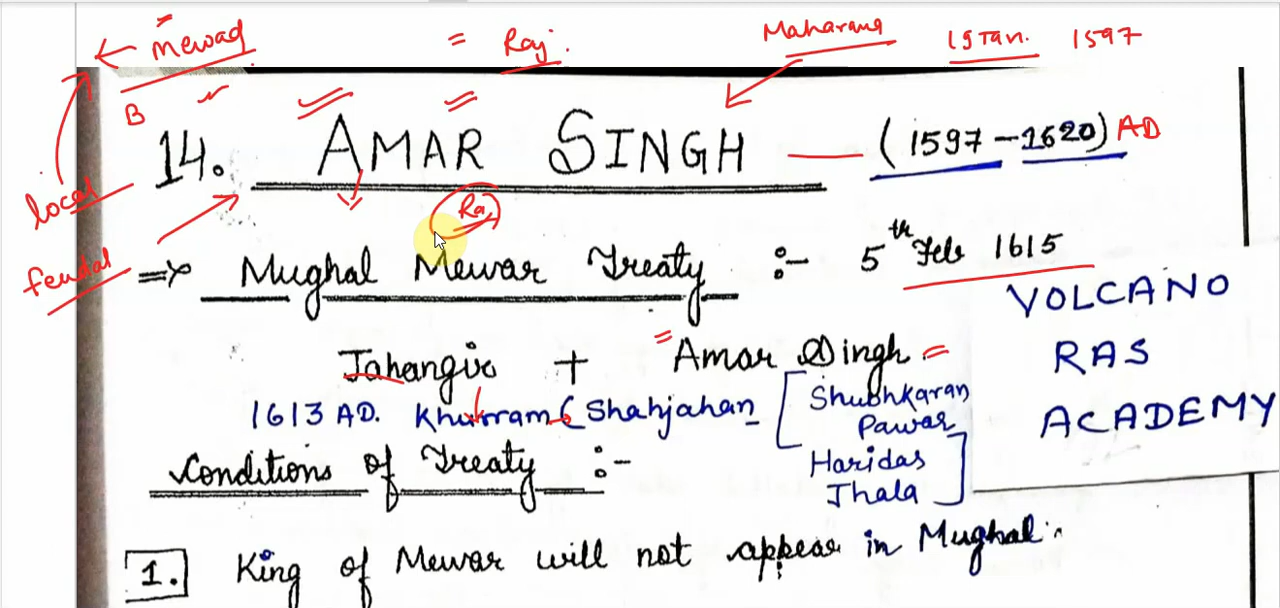 Mewad = Raj. Maharana 19 Jan. 1597
B
14. AMAR SINGH — (1597 - 1620) AD
local
Raj
feudal
⇒ Mughal Mewar Treaty :- 5th Feb 1615
VOLCANO
RAS
ACADEMY
Jahangir + = Amar Singh =
1613 AD. Khurram (Shahjahan - [Shubhkaran
Pawar
Haridas
Jhala]
Conditions of Treaty :-
1. King of Mewar will not appear in Mughal